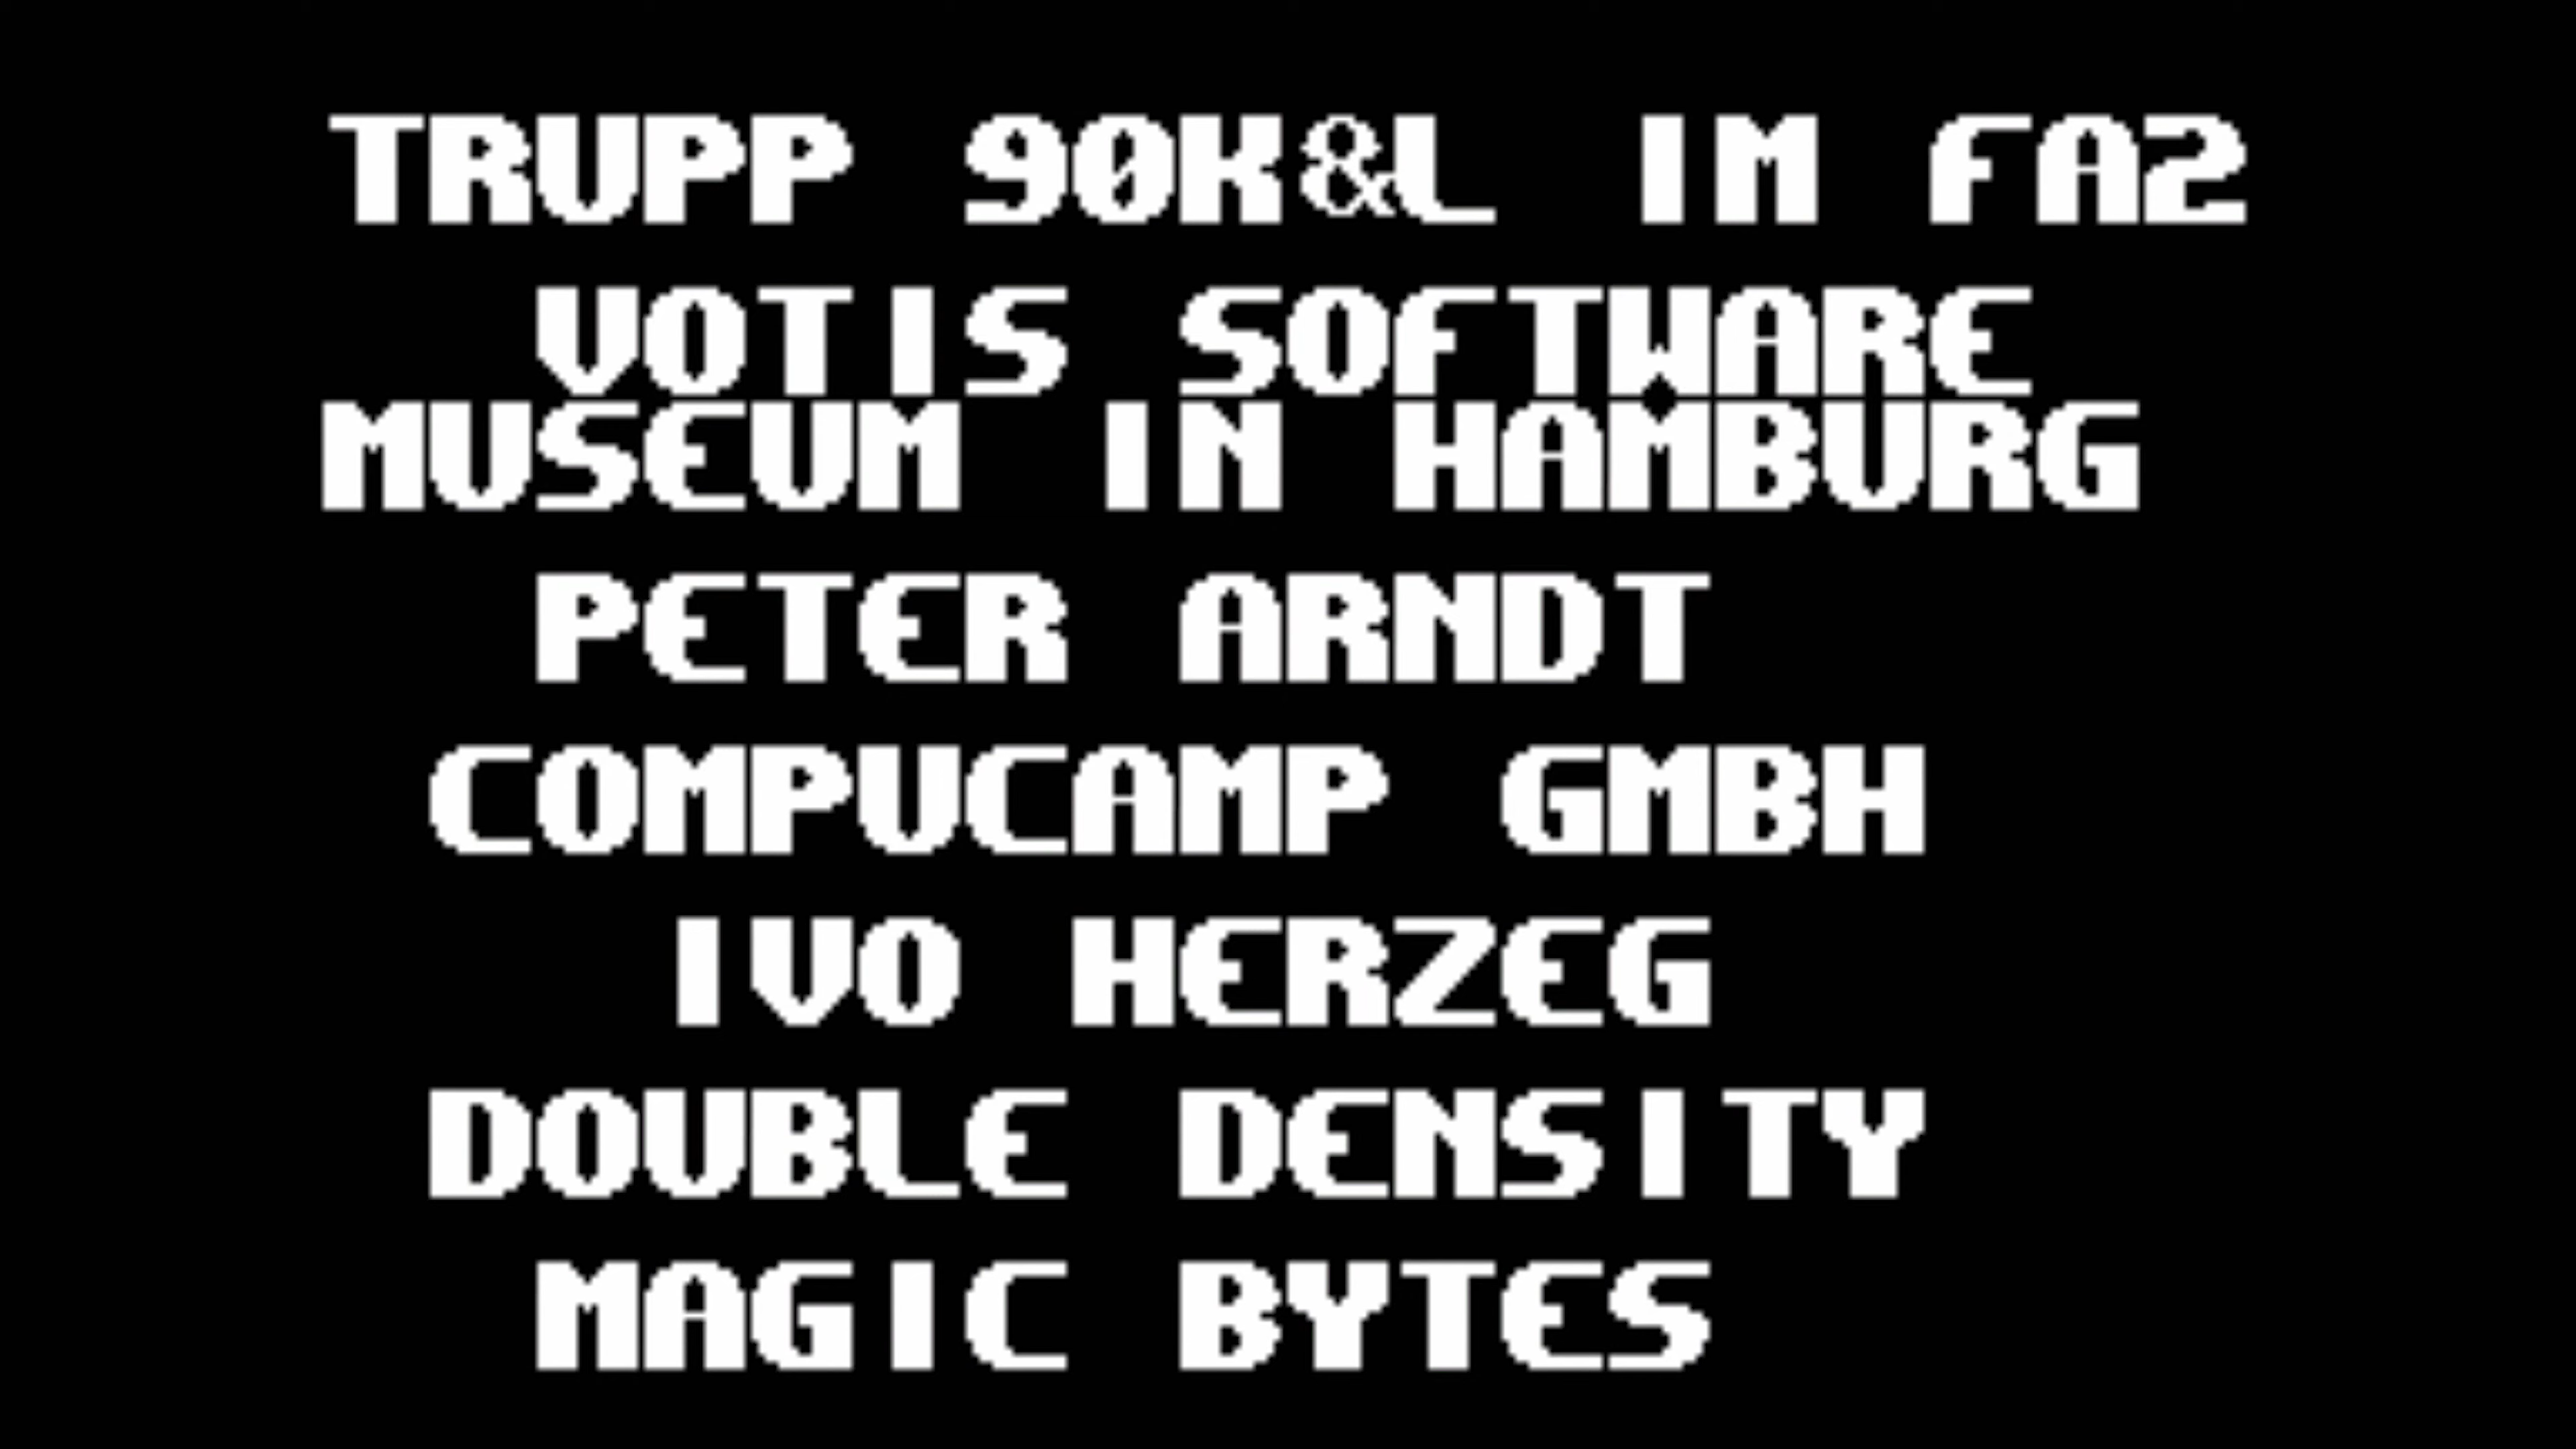 TRUPP 90K&L IM FA2
VOTIS SOFTWARE
MUSEUM IN HAMBURG
PETER ARNDT
COMPUCAMP GMBH
IVO HERZEG
DOUBLE DENSITY
MAGIC BYTES